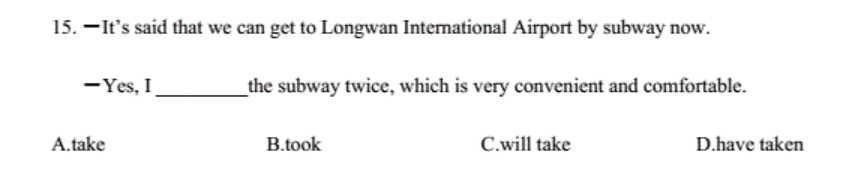 15. —It's said that we can get to Longwan International Airport by subway now.
—Yes, I_________the subway twice, which is very convenient and comfortable.
A.take B.took C.will take D.have taken